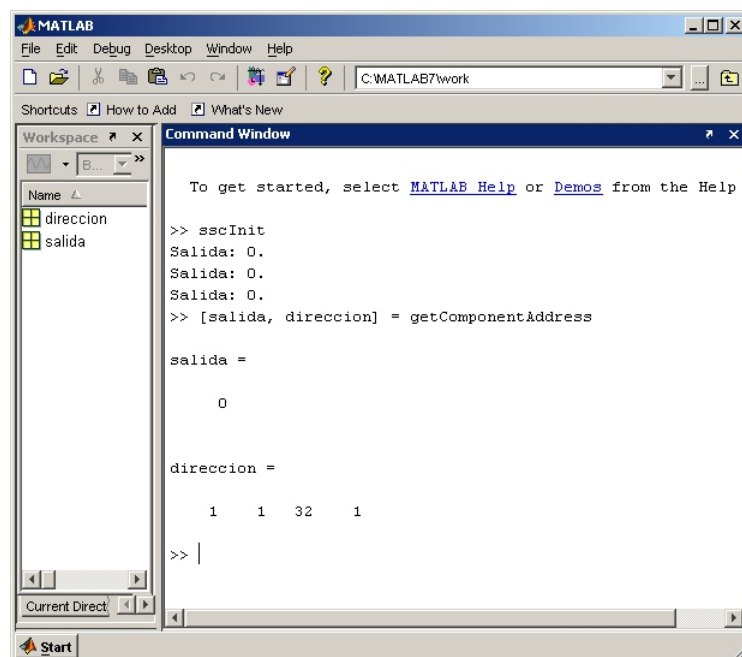 MATLAB
File Edit Debug Desktop Window Help
C:\MATLAB7\work
...
Shortcuts How to Add What's New
Workspace
B...
Name
direccion
salida
Current Direct
Command Window
To get started, select MATLAB Help or Demos from the Help
>> sscInit
Salida: 0.
Salida: 0.
Salida: 0.
>> [salida, direccion] = getComponentAddress
salida =
0
direccion =
1 1 32 1
>>
Start